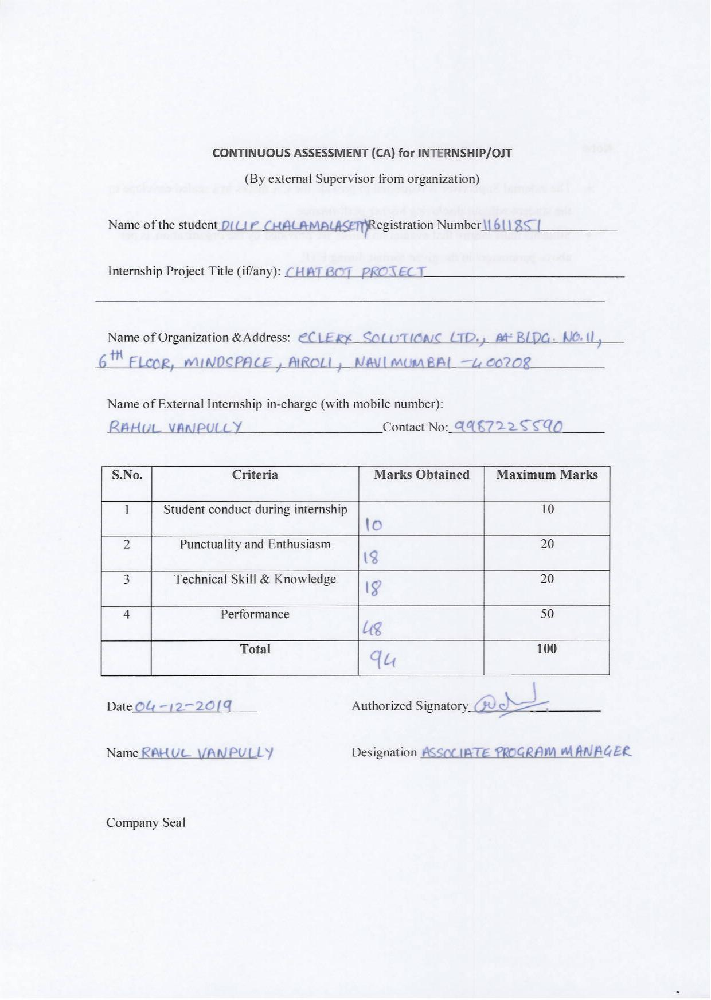 CONTINUOUS ASSESSMENT (CA) for INTERNSHIP/OJT
(By external Supervisor from organization)
Name of the student DILIP CHALAMALASETTY Registration Number 11611851
Internship Project Title (if/any): CHATBOT PROJECT
Name of Organization &Address: eCLERX SOLUTIONS LTD., BLDG. NO.11,
6TH FLOOR, MINDSPACE, AIROLI, NAVI MUMBAI -400708
Name of External Internship in-charge (with mobile number):
RAHUL VANPULLY Contact No: 9987225590
S.No. Criteria Marks Obtained Maximum Marks
1 Student conduct during internship 10 10
2 Punctuality and Enthusiasm 18 20
3 Technical Skill & Knowledge 18 20
4 Performance 48 50
Total 94 100
Date 04-12-2019 Authorized Signatory
Name RAHUL VANPULLY Designation ASSOCIATE PROGRAM MANAGER
Company Seal